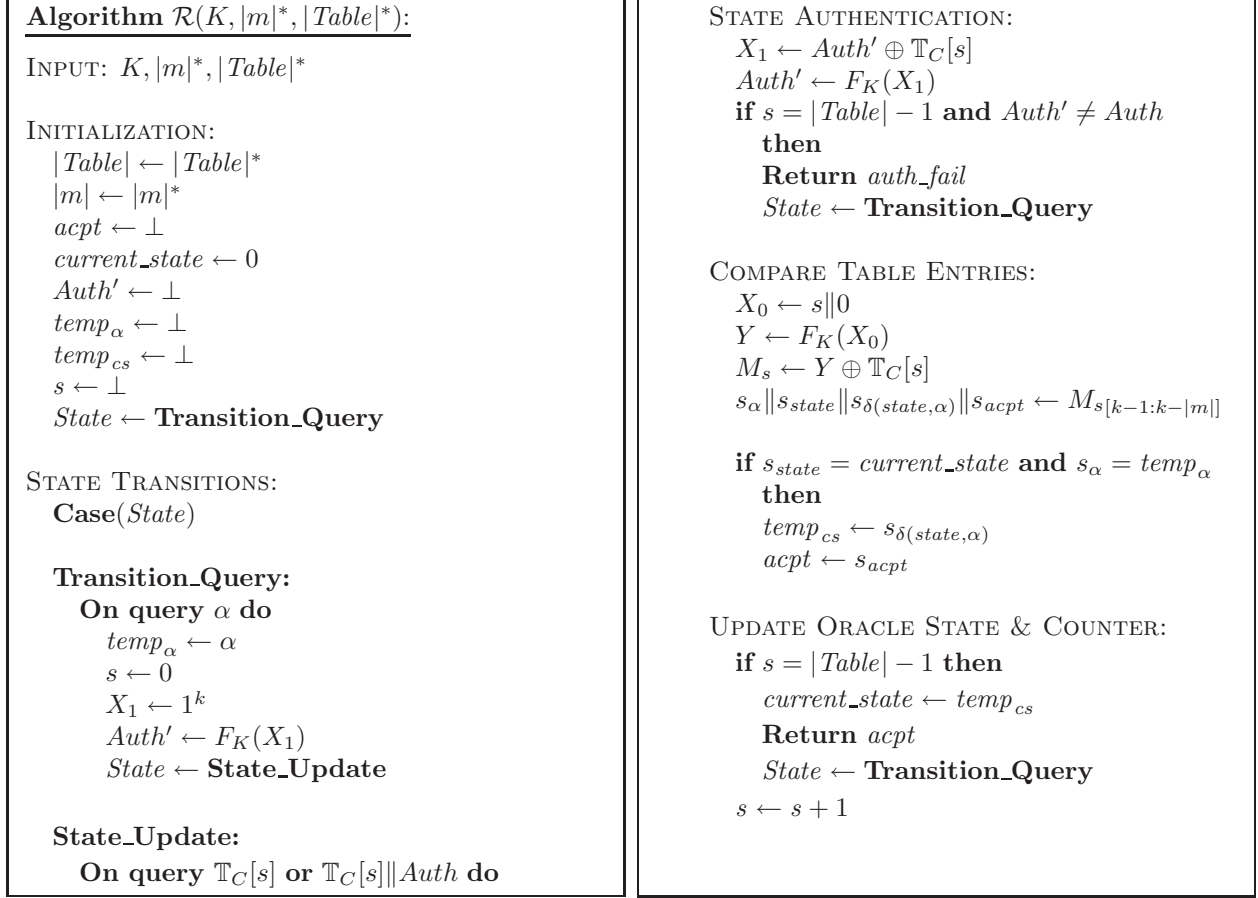 Algorithm R(K, |m|*, |Table|*):
INPUT: K, |m|*, |Table|*
INITIALIZATION:
|Table| ← |Table|*
|m| ← |m|*
acpt ← ⊥
current_state ← 0
Auth′ ← ⊥
temp_α ← ⊥
temp_cs ← ⊥
s ← ⊥
State ← Transition_Query
STATE TRANSITIONS:
Case(State)
Transition_Query:
On query α do
temp_α ← α
s ← 0
X_1 ← 1^k
Auth′ ← F_K(X_1)
State ← State_Update
State_Update:
On query 𝕋_C[s] or 𝕋_C[s]‖Auth do
STATE AUTHENTICATION:
X_1 ← Auth′ ⊕ 𝕋_C[s]
Auth′ ← F_K(X_1)
if s = |Table| − 1 and Auth′ ≠ Auth
then
Return auth_fail
State ← Transition_Query
COMPARE TABLE ENTRIES:
X_0 ← s‖0
Y ← F_K(X_0)
M_s ← Y ⊕ 𝕋_C[s]
s_α‖s_state‖s_δ(state,α)‖s_acpt ← M_s[k−1:k−|m|]
if s_state = current_state and s_α = temp_α
then
temp_cs ← s_δ(state,α)
acpt ← s_acpt
UPDATE ORACLE STATE & COUNTER:
if s = |Table| − 1 then
current_state ← temp_cs
Return acpt
State ← Transition_Query
s ← s + 1